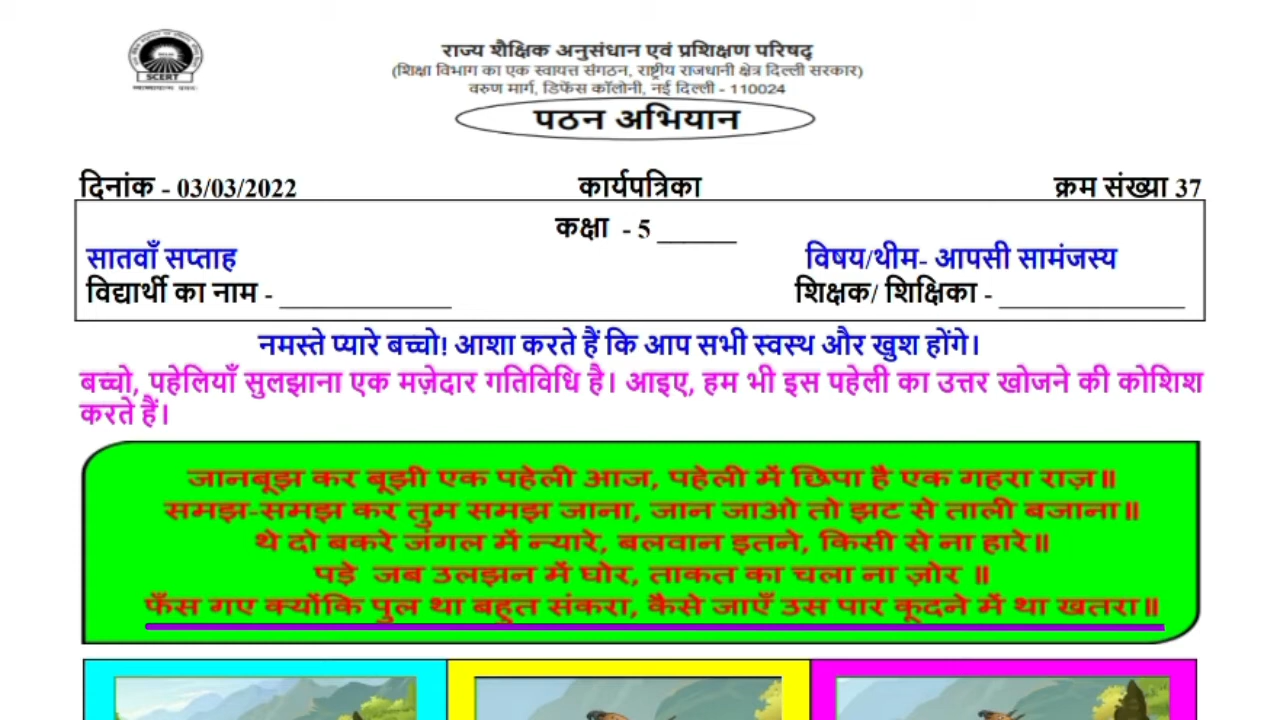 SCERT
राज्य शैक्षिक अनुसंधान एवं प्रशिक्षण परिषद्
(शिक्षा विभाग का एक स्वायत्त संगठन, राष्ट्रीय राजधानी क्षेत्र दिल्ली सरकार)
वरुण मार्ग, डिफेंस कॉलोनी, नई दिल्ली - 110024
पठन अभियान
दिनांक - 03/03/2022 कार्यपत्रिका क्रम संख्या 37
कक्षा - 5 ______
सातवाँ सप्ताह विषय/थीम- आपसी सामंजस्य
विद्यार्थी का नाम - _____________ शिक्षक/ शिक्षिका - ______________
नमस्ते प्यारे बच्चो! आशा करते हैं कि आप सभी स्वस्थ और खुश होंगे।
बच्चो, पहेलियाँ सुलझाना एक मज़ेदार गतिविधि है। आइए, हम भी इस पहेली का उत्तर खोजने की कोशिश
करते हैं।
जानबूझ कर बूझी एक पहेली आज, पहेली में छिपा है एक गहरा राज़॥
समझ-समझ कर तुम समझ जाना, जान जाओ तो झट से ताली बजाना॥
थे दो बकरे जंगल में न्यारे, बलवान इतने, किसी से ना हारे॥
पड़े जब उलझन में घोर, ताकत का चला ना ज़ोर ॥
फँस गए क्योंकि पुल था बहुत संकरा, कैसे जाएँ उस पार कूदने में था खतरा॥